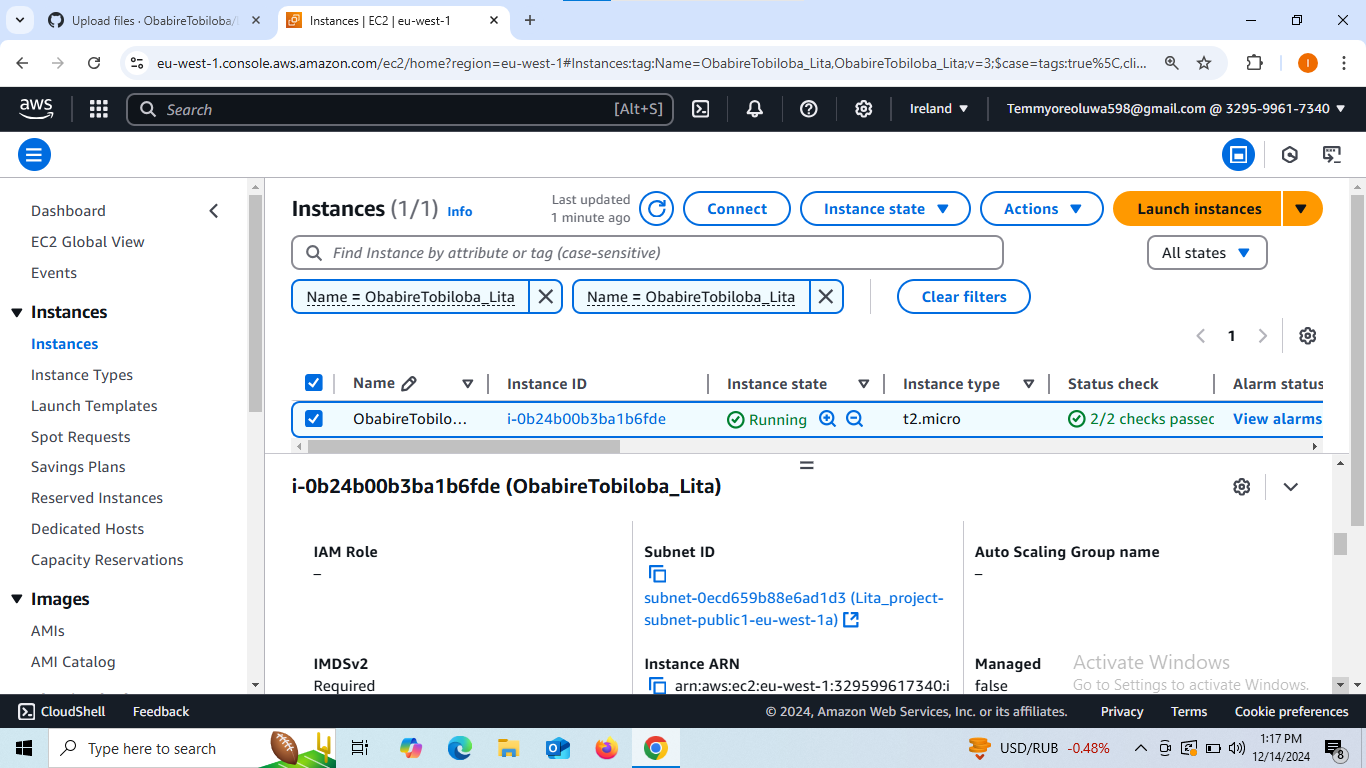 Upload files · ObabireTobiloba/
Instances | EC2 | eu-west-1
eu-west-1.console.aws.amazon.com/ec2/home?region=eu-west-1#Instances:tag:Name=ObabireTobiloba_Lita,ObabireTobiloba_Lita;v=3;$case=tags:true%5C,cli...
I
aws
Search
[Alt+S]
Ireland
Temmyoreoluwa598@gmail.com @ 3295-9961-7340
Dashboard
EC2 Global View
Events
Instances
Instances
Instance Types
Launch Templates
Spot Requests
Savings Plans
Reserved Instances
Dedicated Hosts
Capacity Reservations
Images
AMIs
AMI Catalog
Instances (1/1) Info
Last updated
1 minute ago
Connect
Instance state
Actions
Launch instances
Find Instance by attribute or tag (case-sensitive)
All states
Name = ObabireTobiloba_Lita
Name = ObabireTobiloba_Lita
Clear filters
1
Name
Instance ID
Instance state
Instance type
Status check
Alarm status
ObabireTobilo...
i-0b24b00b3ba1b6fde
Running
t2.micro
2/2 checks passed
View alarms
i-0b24b00b3ba1b6fde (ObabireTobiloba_Lita)
IAM Role
–
Subnet ID
subnet-0ecd659b88e6ad1d3 (Lita_project-
subnet-public1-eu-west-1a)
Auto Scaling Group name
–
IMDSv2
Required
Instance ARN
arn:aws:ec2:eu-west-1:329599617340:i
Managed
false
Activate Windows
Go to Settings to activate Windows.
CloudShell
Feedback
© 2024, Amazon Web Services, Inc. or its affiliates.
Privacy
Terms
Cookie preferences
Type here to search
USD/RUB -0.48%
1:17 PM
12/14/2024
8